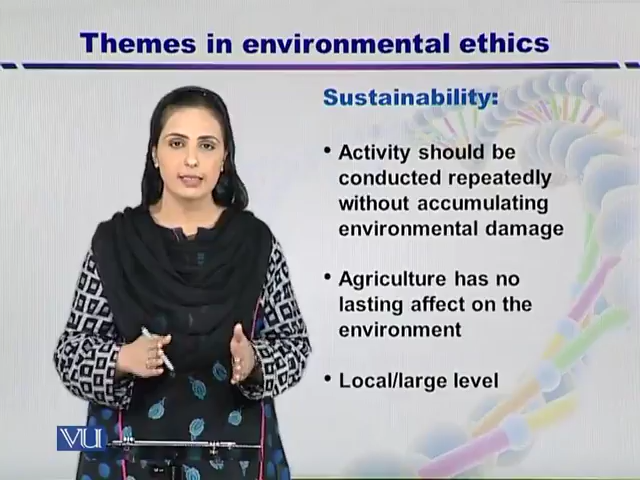 Themes in environmental ethics
Sustainability:
• Activity should be
conducted repeatedly
without accumulating
environmental damage
• Agriculture has no
lasting affect on the
environment
• Local/large level
VU